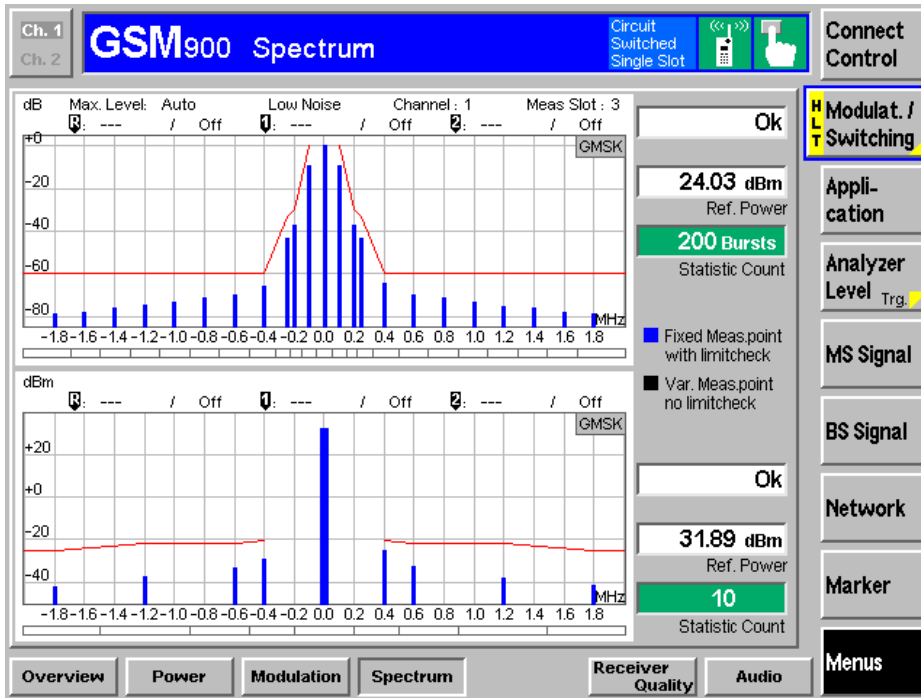 Ch. 1
Ch. 2
GSM900 Spectrum
Circuit
Switched
Single Slot
Connect
Control
dB Max. Level: Auto Low Noise Channel : 1 Meas Slot : 3
R: --- / Off 1: --- / Off 2: --- / Off
GMSK
+0
-20
-40
-60
-80
MHz
-1.8 -1.6 -1.4 -1.2 -1.0 -0.8 -0.6 -0.4 -0.2 0.0 0.2 0.4 0.6 0.8 1.0 1.2 1.4 1.6 1.8
Ok
24.03 dBm
Ref. Power
200 Bursts
Statistic Count
Fixed Meas.point
with limitcheck
Var. Meas.point
no limitcheck
dBm
R: --- / Off 1: --- / Off 2: --- / Off
GMSK
+20
+0
-20
-40
MHz
-1.8 -1.6 -1.4 -1.2 -1.0 -0.8 -0.6 -0.4 -0.2 0.0 0.2 0.4 0.6 0.8 1.0 1.2 1.4 1.6 1.8
Ok
31.89 dBm
Ref. Power
10
Statistic Count
HLT
Modulat. /
Switching
Appli-
cation
Analyzer
Level Trg.
MS Signal
BS Signal
Network
Marker
Menus
Overview
Power
Modulation
Spectrum
Receiver
Quality
Audio